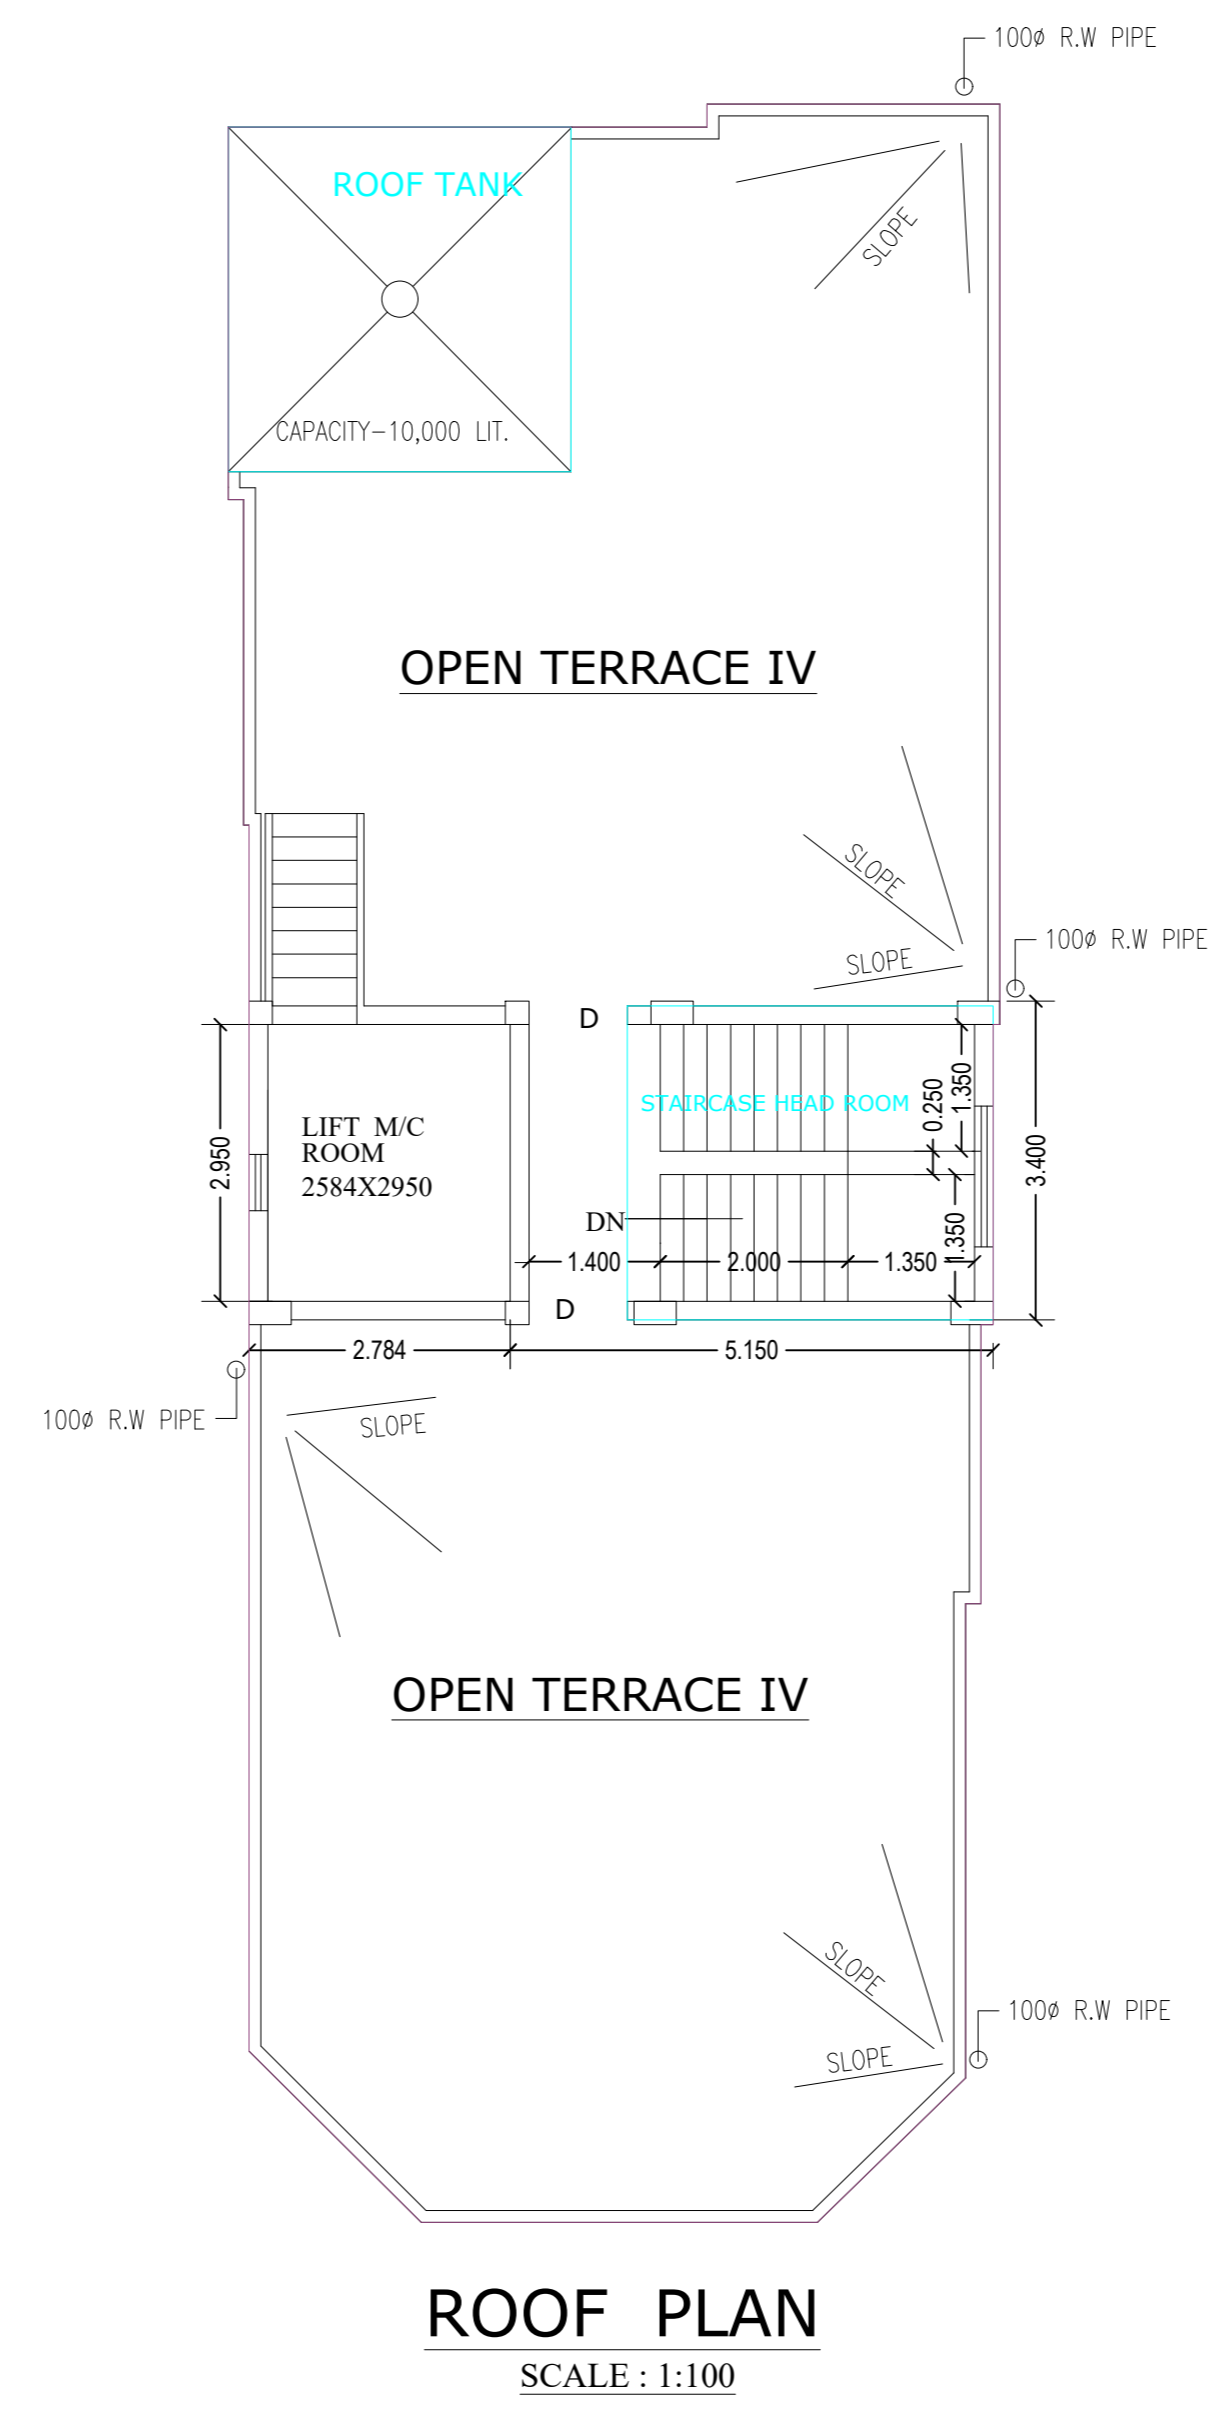 100ø R.W PIPE
ROOF TANK
SLOPE
CAPACITY-10,000 LIT.
OPEN TERRACE IV
SLOPE
SLOPE
100ø R.W PIPE
D
STAIRCASE HEAD ROOM
0.250
1.350
2.950
LIFT M/C
ROOM
2584X2950
3.400
DN
1.350
1.400
2.000
1.350
D
2.784
5.150
100ø R.W PIPE
SLOPE
OPEN TERRACE IV
SLOPE
SLOPE
100ø R.W PIPE
ROOF PLAN
SCALE : 1:100